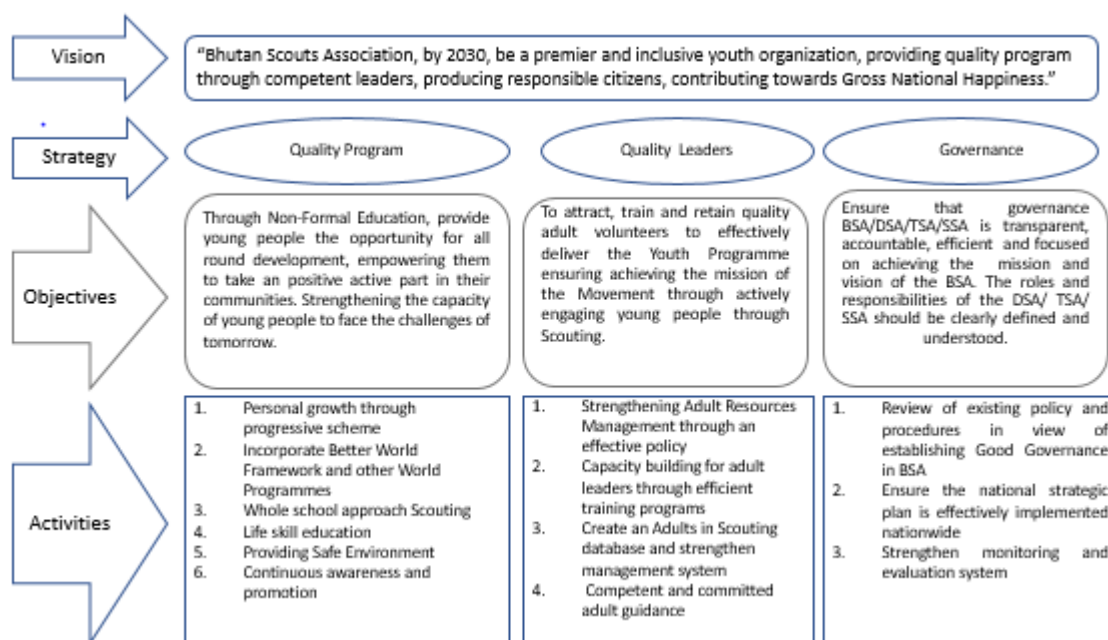 Vision
“Bhutan Scouts Association, by 2030, be a premier and inclusive youth organization, providing quality program
through competent leaders, producing responsible citizens, contributing towards Gross National Happiness.”
Strategy
Quality Program
Quality Leaders
Governance
Objectives
Through Non-Formal Education, provide
young people the opportunity for all
round development, empowering them
to take an positive active part in their
communities. Strengthening the capacity
of young people to face the challenges of
tomorrow.
To attract, train and retain quality
adult volunteers to effectively
deliver the Youth Programme
ensuring achieving the mission of
the Movement through actively
engaging young people through
Scouting.
Ensure that governance
BSA/DSA/TSA/SSA is transparent,
accountable, efficient and focused
on achieving the mission and
vision of the BSA. The roles and
responsibilities of the DSA/ TSA/
SSA should be clearly defined and
understood.
Activities
1. Personal growth through
progressive scheme
2. Incorporate Better World
Framework and other World
Programmes
3. Whole school approach Scouting
4. Life skill education
5. Providing Safe Environment
6. Continuous awareness and
promotion
1. Strengthening Adult Resources
Management through an
effective policy
2. Capacity building for adult
leaders through efficient
training programs
3. Create an Adults in Scouting
database and strengthen
management system
4. Competent and committed
adult guidance
1. Review of existing policy and
procedures in view of
establishing Good Governance
in BSA
2. Ensure the national strategic
plan is effectively implemented
nationwide
3. Strengthen monitoring and
evaluation system